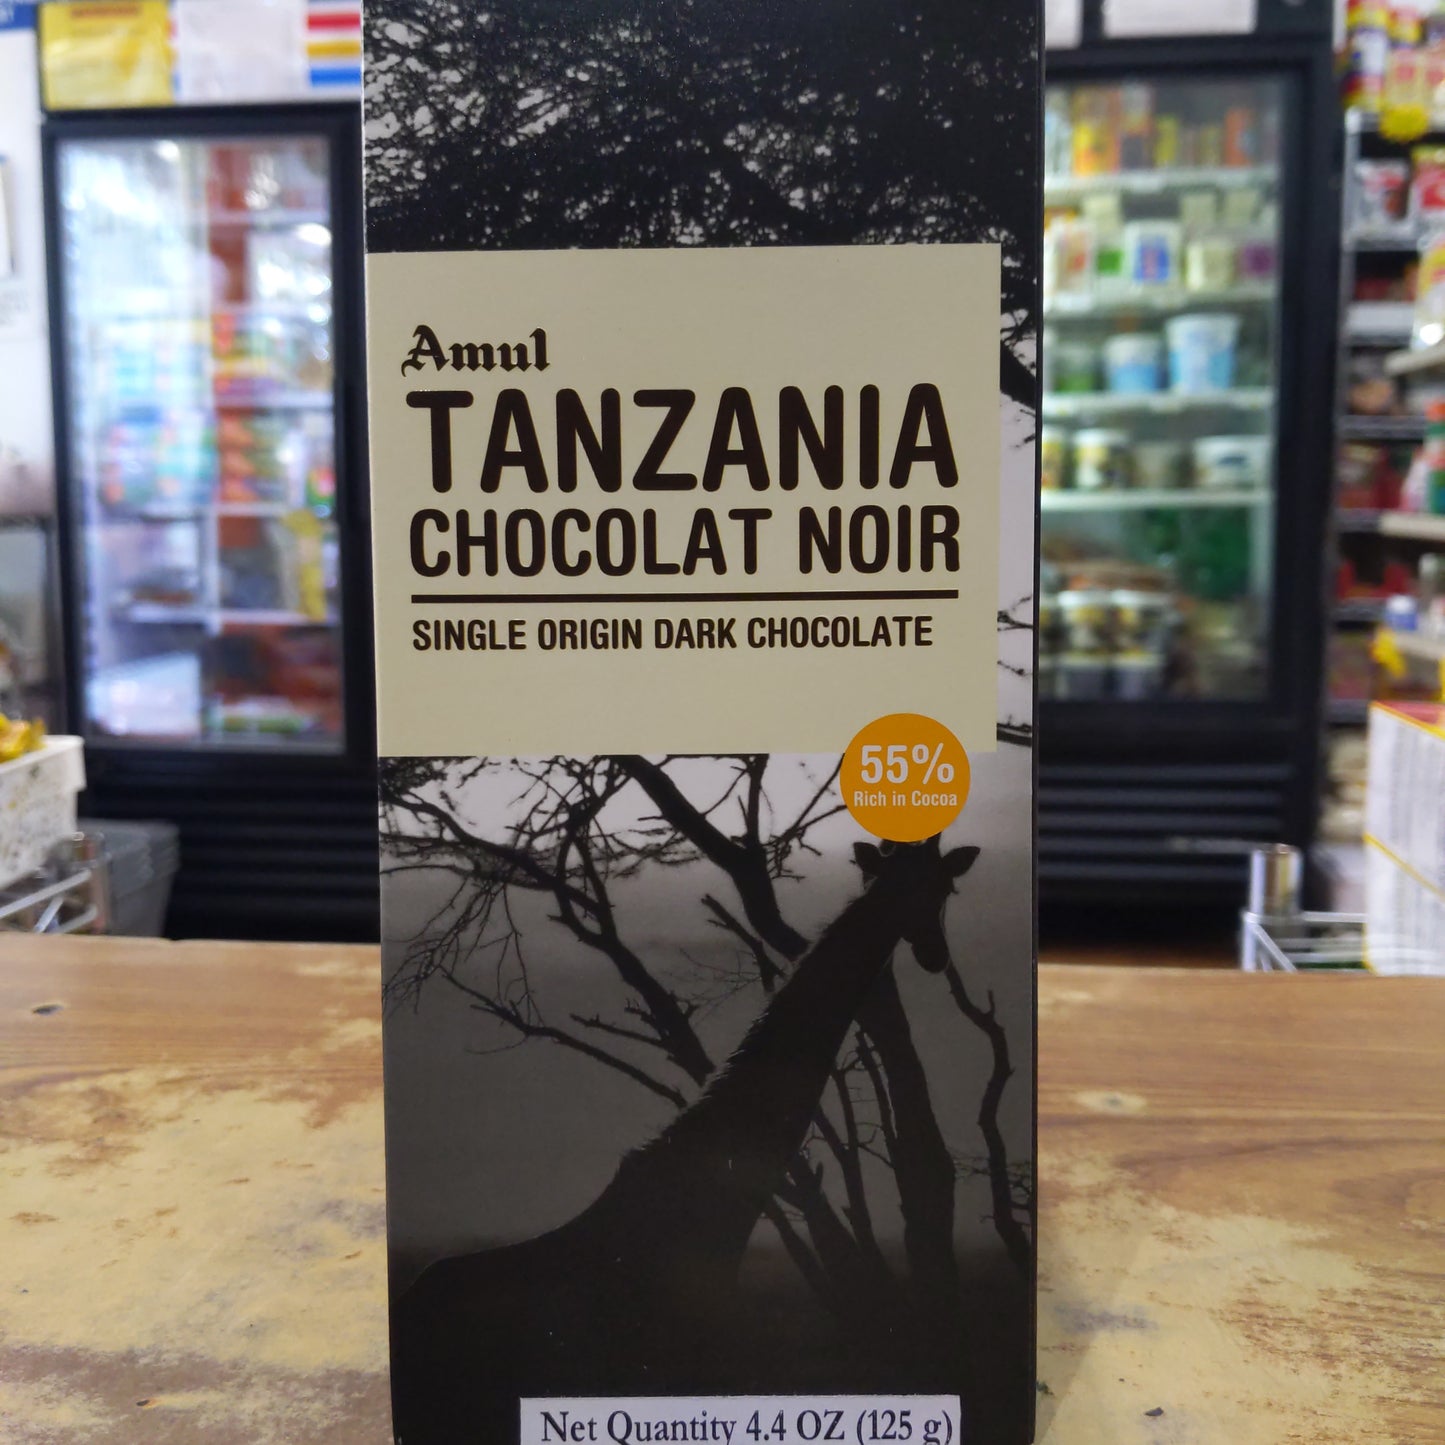 Amul
TANZANIA
CHOCOLAT NOIR
SINGLE ORIGIN DARK CHOCOLATE
55%
Rich in Cocoa
Net Quantity 4.4 OZ (125 g)